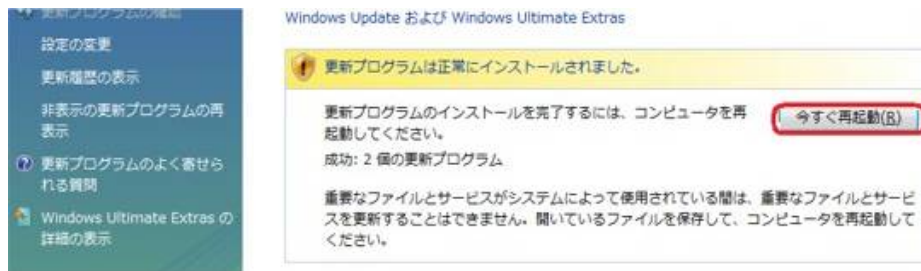 更新プログラムの確認
設定の変更
更新履歴の表示
非表示の更新プログラムの再
表示
更新プログラムのよく寄せら
れる質問
Windows Ultimate Extras の
詳細の表示
Windows Update および Windows Ultimate Extras
更新プログラムは正常にインストールされました。
更新プログラムのインストールを完了するには、コンピュータを再
起動してください。
今すぐ再起動(R)
成功: 2 個の更新プログラム
重要なファイルとサービスがシステムによって使用されている間は、重要なファイルとサービ
スを更新することはできません。開いているファイルを保存して、コンピュータを再起動して
ください。